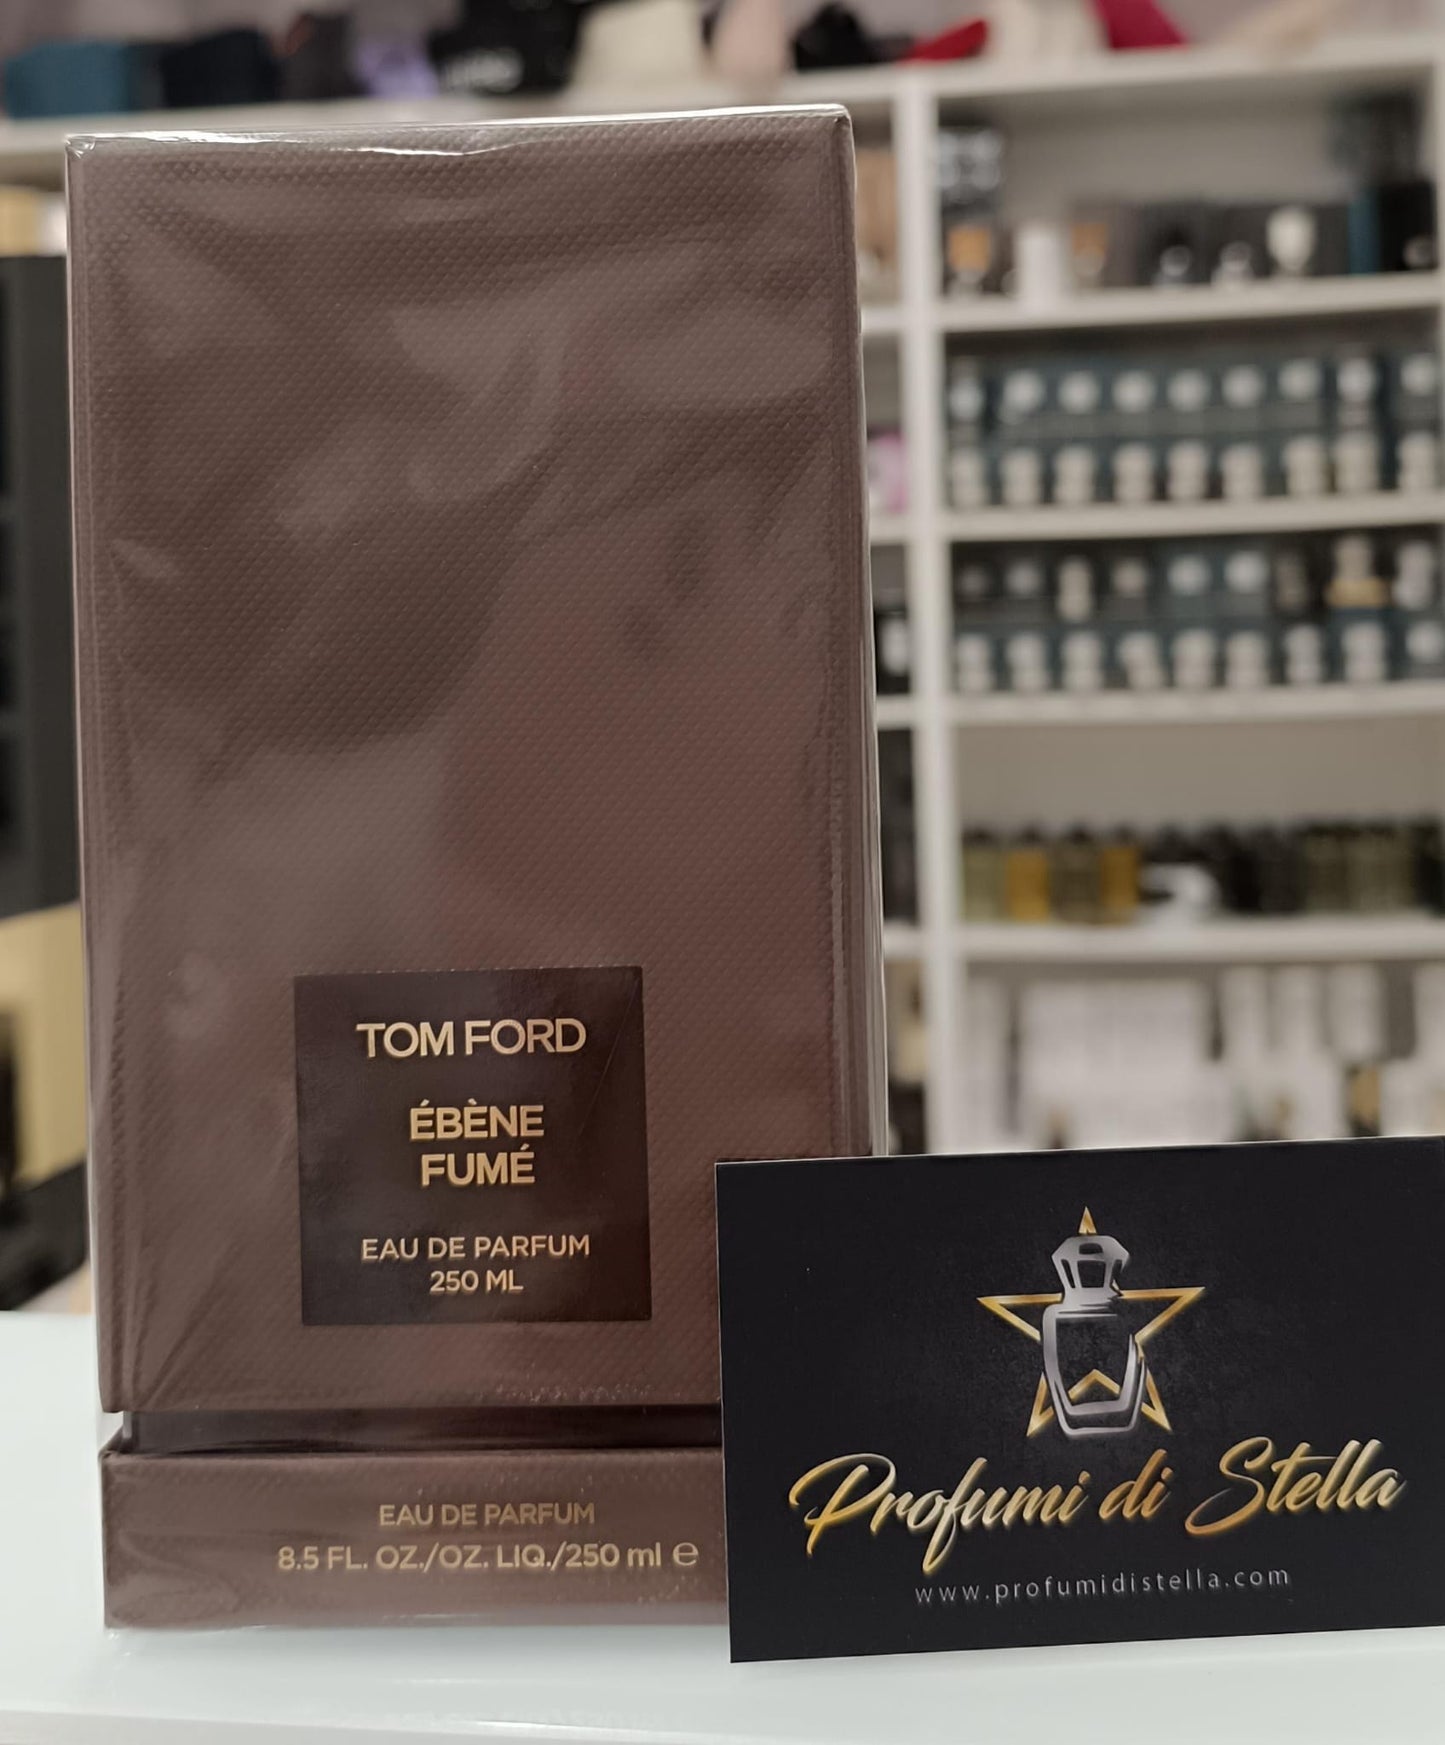 TOM FORD
ÉBÈNE
FUMÉ
EAU DE PARFUM
250 ML
EAU DE PARFUM
8.5 FL. OZ./OZ. LIQ./250 ml ℮
Profumi di Stella
www.profumidistella.com